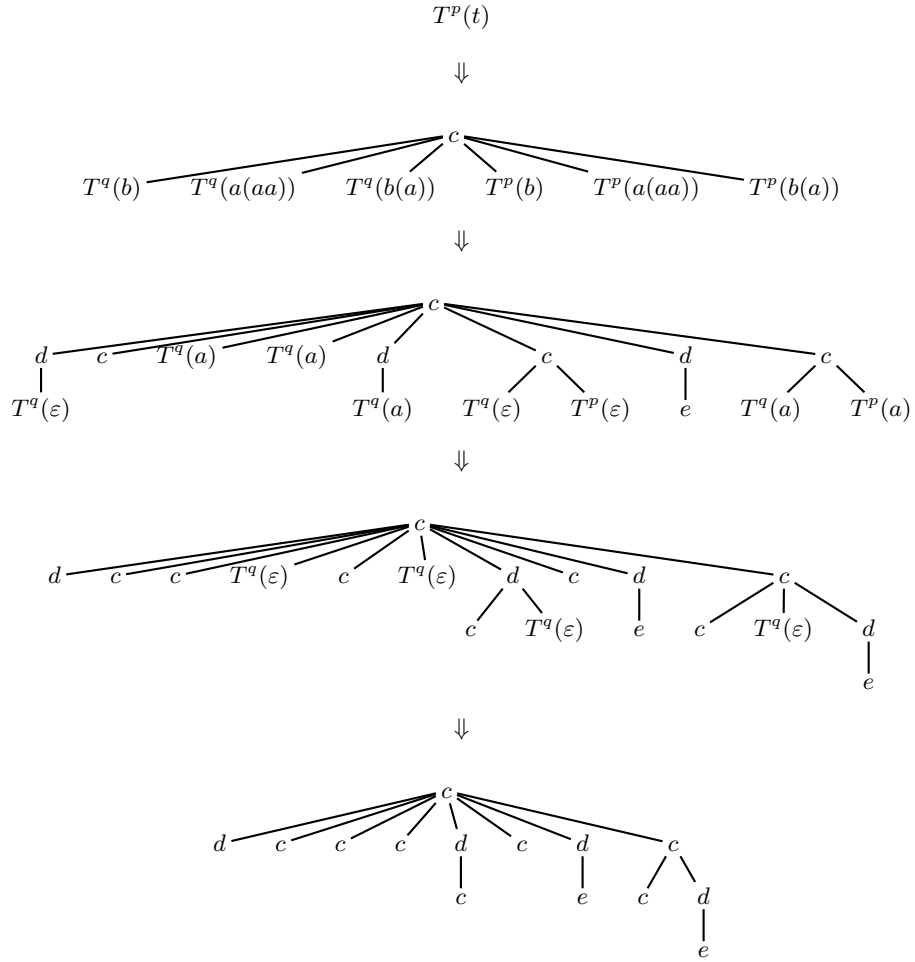 T^p(t)
⇓
c
T^q(b) T^q(a(aa)) T^q(b(a)) T^p(b) T^p(a(aa)) T^p(b(a))
⇓
c
d c T^q(a) T^q(a) d c d c
T^q(ε) T^q(a) T^q(ε) T^p(ε) e T^q(a) T^p(a)
⇓
c
d c c T^q(ε) c T^q(ε) d c d c
c T^q(ε) e c T^q(ε) d
e
⇓
c
d c c c d c d c
c e c d
e